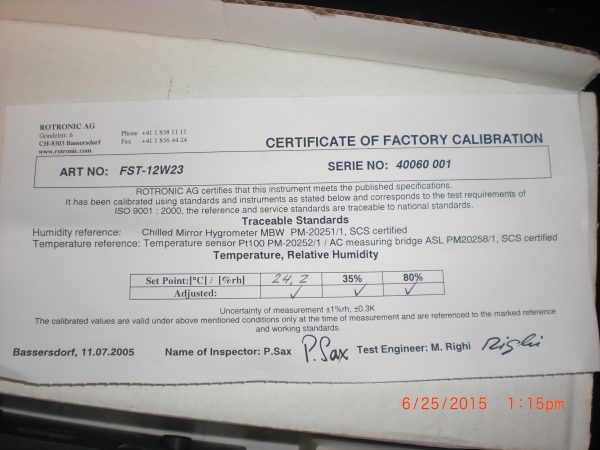 ROTRONIC AG
Grindelstr. 6
CH-8303 Bassersdorf
www.rotronic.com
Phone +41 1 838 11 11
Fax +41 1 836 44 24
CERTIFICATE OF FACTORY CALIBRATION
ART NO: FST-12W23 SERIE NO: 40060 001
ROTRONIC AG certifies that this instrument meets the published specifications.
It has been calibrated using standards and instruments as stated below and corresponds to the test requirements of
ISO 9001 : 2000, the reference and service standards are traceable to national standards.
Traceable Standards
Humidity reference: Chilled Mirror Hygrometer MBW PM-20251/1, SCS certified
Temperature reference: Temperature sensor Pt100 PM-20252/1 / AC measuring bridge ASL PM20258/1, SCS certified
Temperature, Relative Humidity
Set Point:[°C] / [%rh] 24,2 35% 80%
Adjusted: ✓ ✓ ✓
Uncertainty of measurement ±1%rh, ±0.3K
The calibrated values are valid under above mentioned conditions only at the time of measurement and are referenced to the marked reference
and working standards.
Bassersdorf, 11.07.2005 Name of Inspector: P.Sax P.Sax Test Engineer: M. Righi Righi
6/25/2015 1:15pm